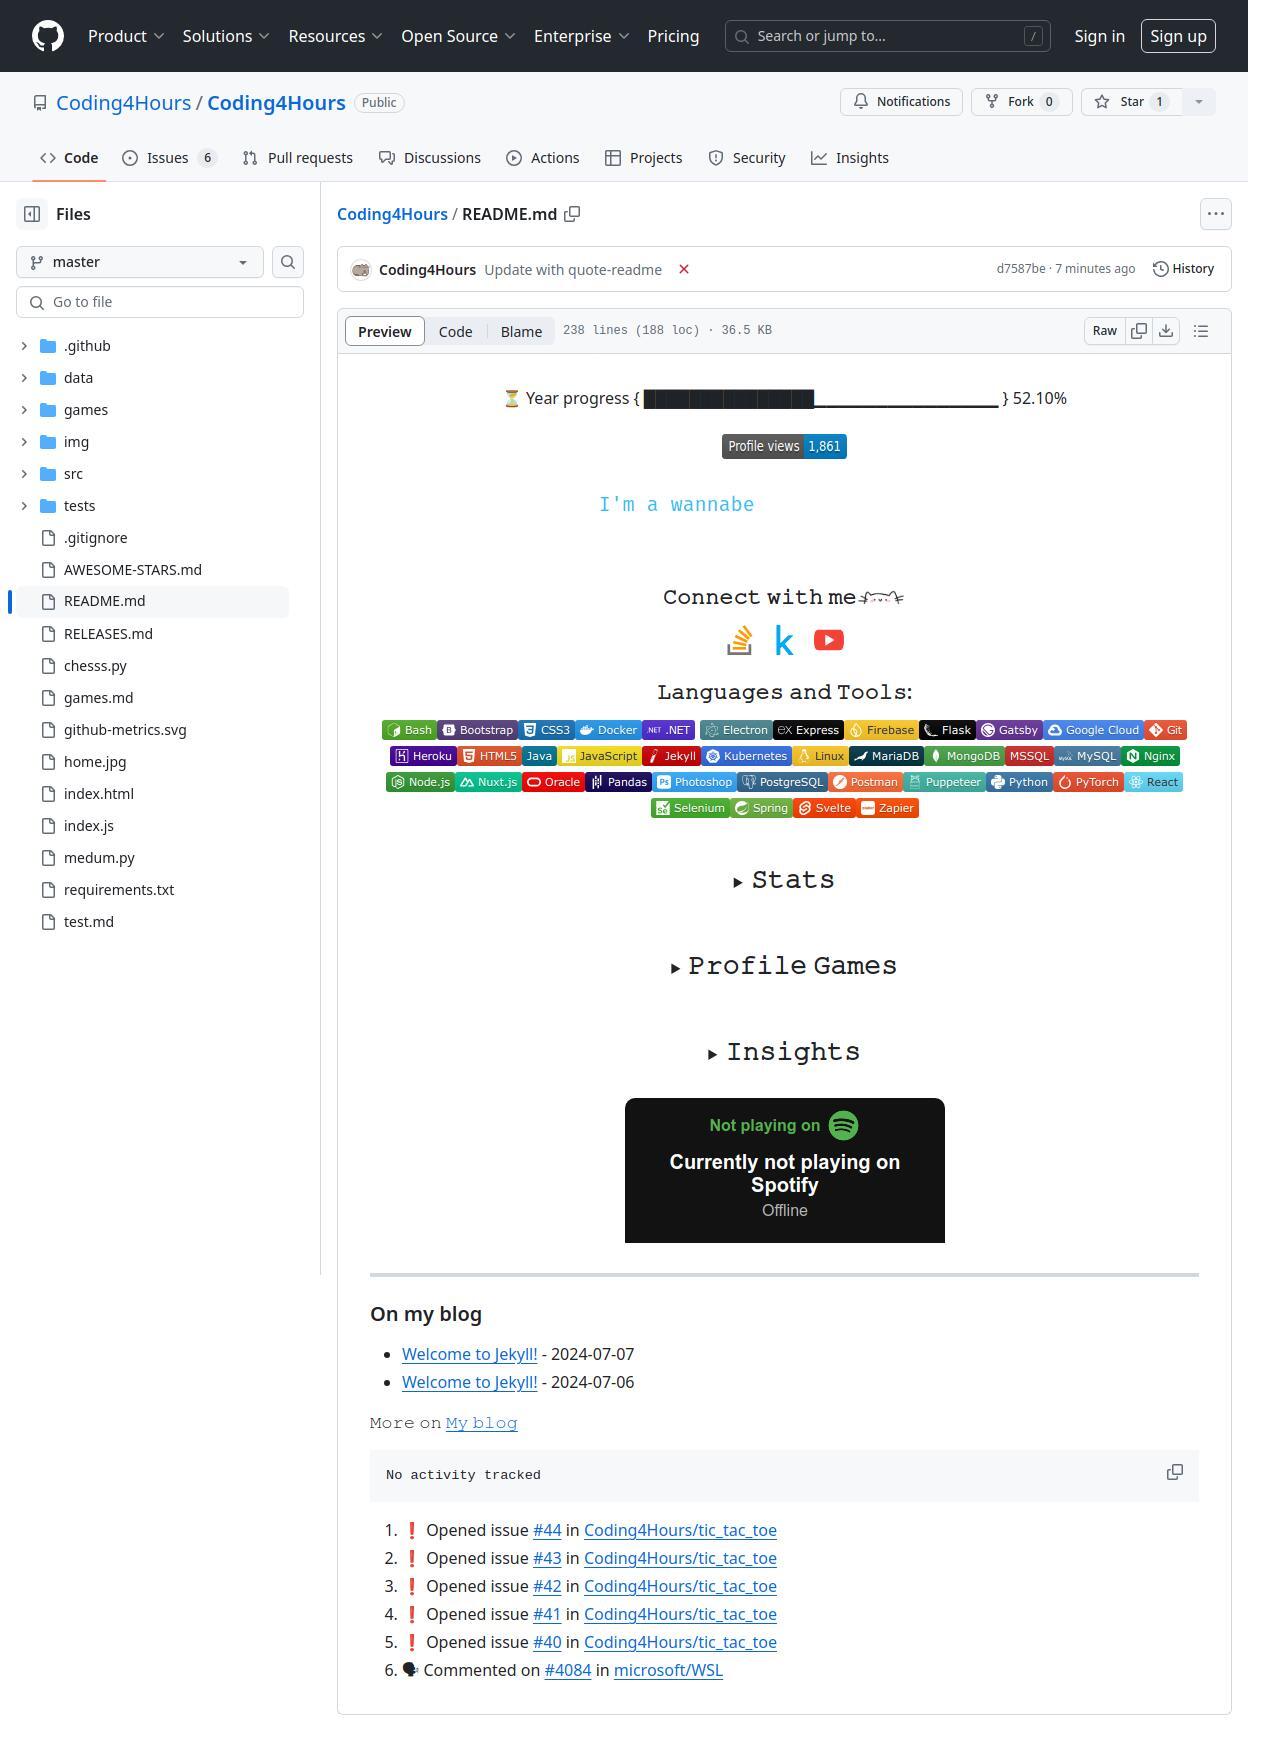 Product Solutions Resources Open Source Enterprise Pricing Search or jump to... / Sign in Sign up
Coding4Hours / Coding4Hours Public Notifications Fork 0 Star 1
Code Issues 6 Pull requests Discussions Actions Projects Security Insights
Files
master
Go to file
.github
data
games
img
src
tests
.gitignore
AWESOME-STARS.md
README.md
RELEASES.md
chesss.py
games.md
github-metrics.svg
home.jpg
index.html
index.js
medum.py
requirements.txt
test.md
Coding4Hours / README.md
Coding4Hours Update with quote-readme d7587be · 7 minutes ago History
Preview Code Blame 238 lines (188 loc) · 36.5 KB Raw
⏳ Year progress { ███████████████▁▁▁▁▁▁▁▁▁▁▁▁▁▁▁ } 52.10%
Profile views 1,861
I'm a wannabe
Connect with me
Languages and Tools:
Bash Bootstrap CSS3 Docker .NET .NET Electron Express Firebase Flask Gatsby Google Cloud Git
Heroku HTML5 Java JavaScript Jekyll Kubernetes Linux MariaDB MongoDB MSSQL MySQL Nginx
Node.js Nuxt.js Oracle Pandas Photoshop PostgreSQL Postman Puppeteer Python PyTorch React
Selenium Spring Svelte Zapier
Stats
Profile Games
Insights
Not playing on
Currently not playing on
Spotify
Offline
On my blog
Welcome to Jekyll! - 2024-07-07
Welcome to Jekyll! - 2024-07-06
More on My blog
No activity tracked
1. ❗ Opened issue #44 in Coding4Hours/tic_tac_toe
2. ❗ Opened issue #43 in Coding4Hours/tic_tac_toe
3. ❗ Opened issue #42 in Coding4Hours/tic_tac_toe
4. ❗ Opened issue #41 in Coding4Hours/tic_tac_toe
5. ❗ Opened issue #40 in Coding4Hours/tic_tac_toe
6. 🗣 Commented on #4084 in microsoft/WSL